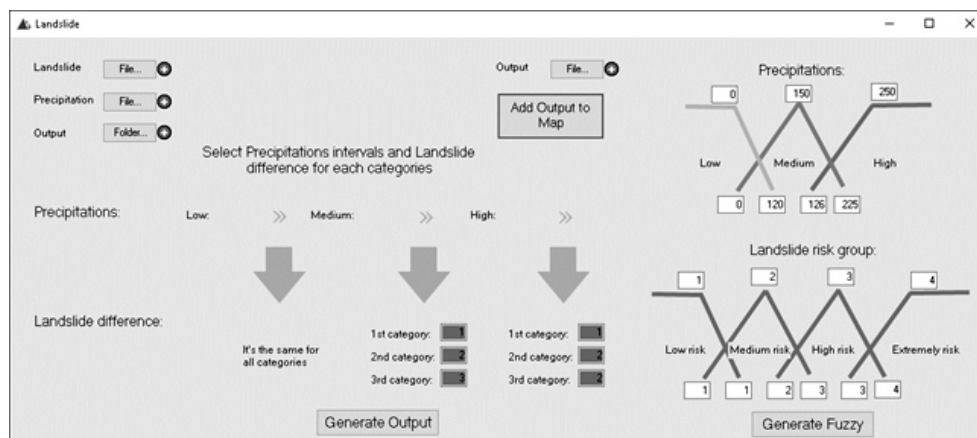 Landslide
Landslide File...
Precipitation File...
Output Folder...
Output File...
Add Output to
Map
Select Precipitations intervals and Landslide
difference for each categories
Precipitations: Low: Medium: High:
Landslide difference:
It's the same for
all categories
1st category: 1
2nd category: 2
3rd category: 3
1st category: 1
2nd category: 2
3rd category: 2
Generate Output
Precipitations:
0 150 250
Low Medium High
0 120 126 225
Landslide risk group:
1 2 3 4
Low risk Medium risk High risk Extremely risk
1 1 2 3 3 4
Generate Fuzzy